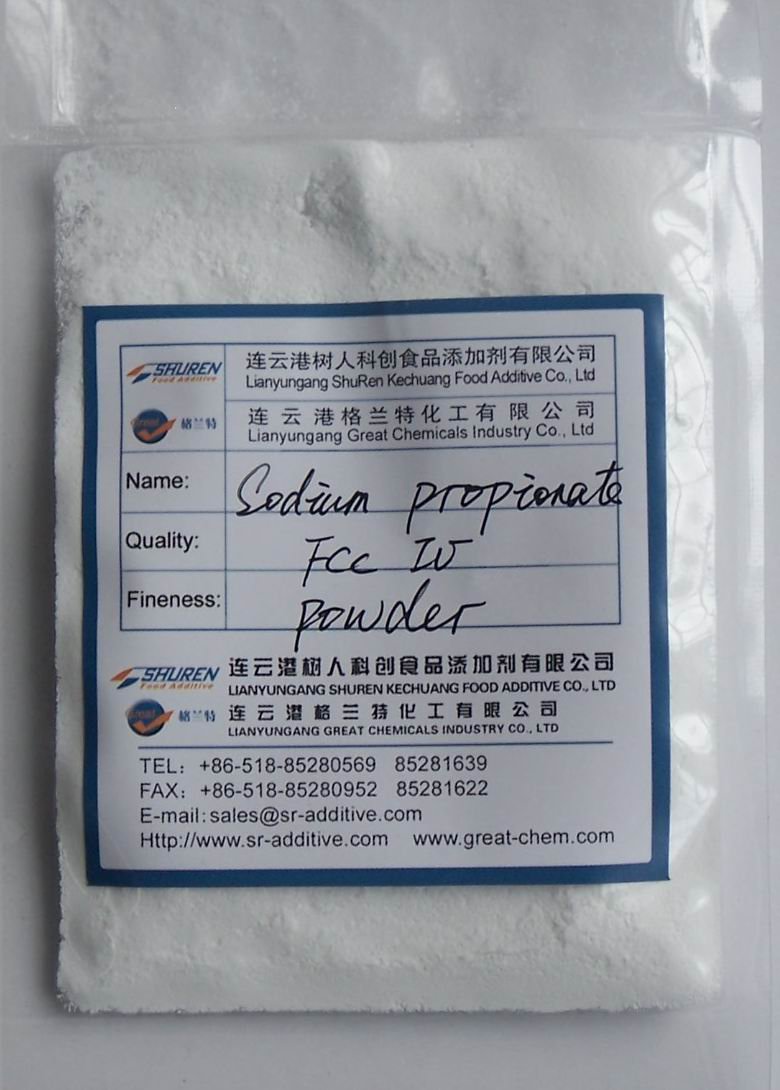 SHUREN
Food Additive
连云港树人科创食品添加剂有限公司
Lianyungang ShuRen Kechuang Food Additive Co., Ltd
Great
格兰特
连云港格兰特化工有限公司
Lianyungang Great Chemicals Industry Co., Ltd
Name: Sodium propionate
Quality: FCC IV
Fineness: powder
SHUREN
Food Additive
连云港树人科创食品添加剂有限公司
LIANYUNGANG SHUREN KECHUANG FOOD ADDITIVE CO., LTD
Great
格兰特
连云港格兰特化工有限公司
LIANYUNGANG GREAT CHEMICALS INDUSTRY CO., LTD
TEL: +86-518-85280569 85281639
FAX: +86-518-85280952 85281622
E-mail:sales@sr-additive.com
Http://www.sr-additive.com www.great-chem.com